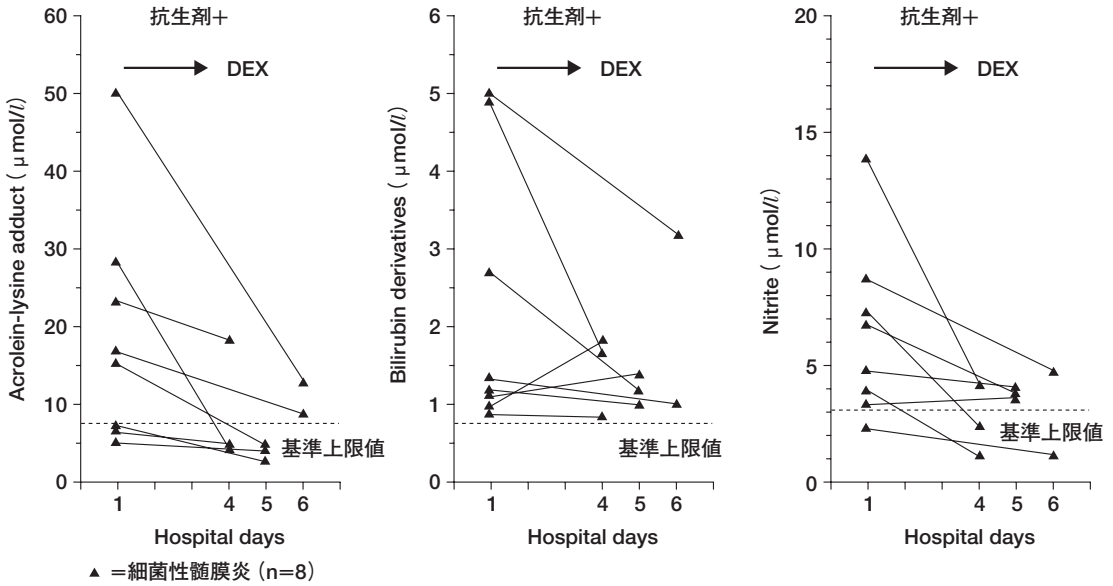 抗生剤+
DEX
Acrolein-lysine adduct ( μ mol/l)
60
50
40
30
20
10
0
基準上限値
1 4 5 6
Hospital days
抗生剤+
DEX
Bilirubin derivatives ( μ mol/l)
6
5
4
3
2
1
0
基準上限値
1 4 5 6
Hospital days
抗生剤+
DEX
Nitrite ( μ mol/l)
20
15
10
5
0
基準上限値
1 4 5 6
Hospital days
▲ =細菌性髄膜炎 (n=8)